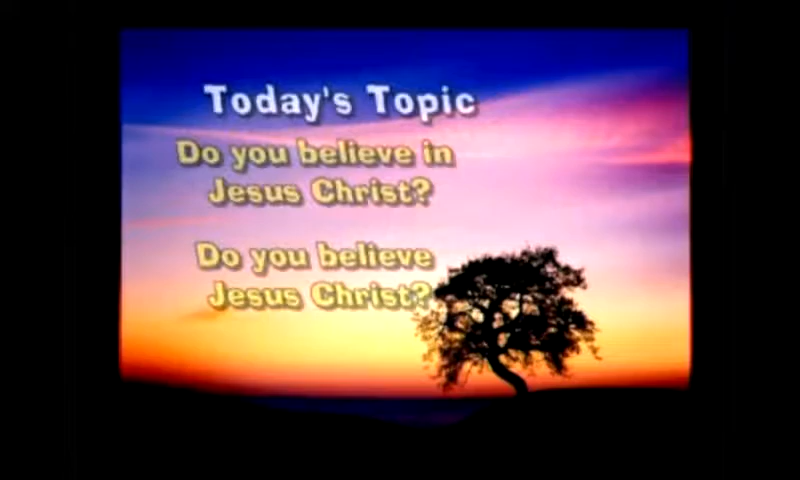 Today's Topic
Do you believe in
Jesus Christ?
Do you believe
Jesus Christ?